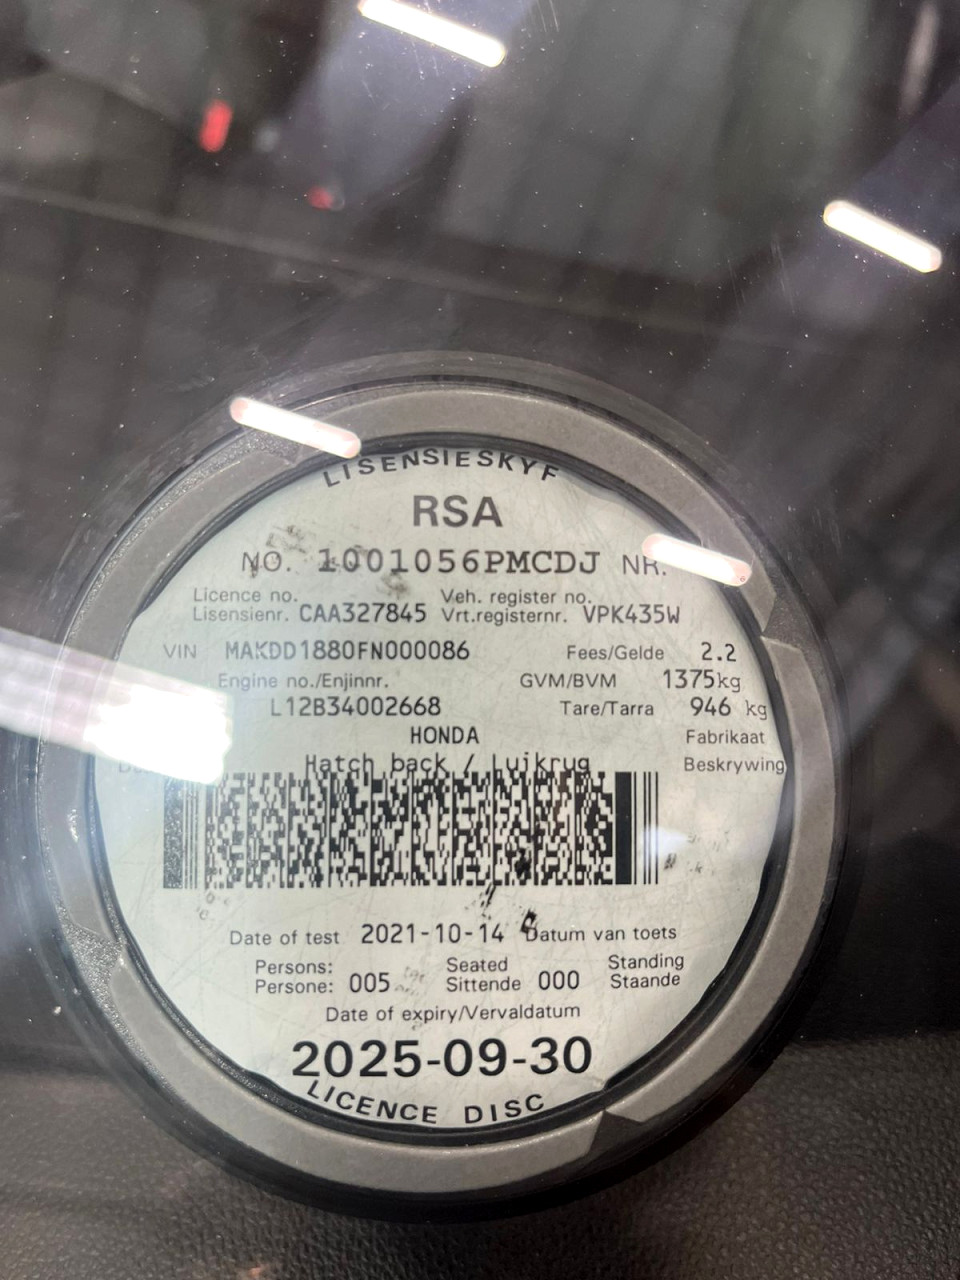 LISENSIESKYF
RSA
NO. 1001056PMCDJ NR.
Licence no. Veh. register no.
Lisensienr. CAA327845 Vrt.registernr. VPK435W
VIN MAKDD1880FN000086 Fees/Gelde 2.2
Engine no./Enjinnr. GVM/BVM 1375kg
L12B34002668 Tare/Tarra 946 kg
HONDA Fabrikaat
Hatch back / Luikrug Beskrywing
Date of test 2021-10-14 Datum van toets
Persons: Seated Standing
Persone: 005 Sittende 000 Staande
Date of expiry/Vervaldatum
2025-09-30
LICENCE DISC